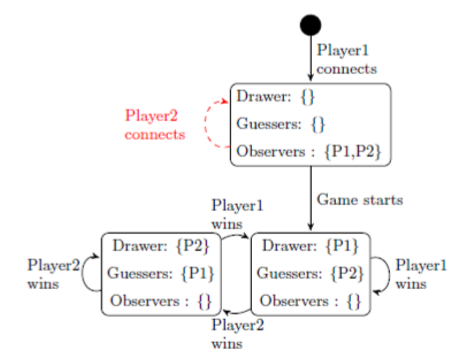 Player1
connects
Drawer: {}
Guessers: {}
Observers : {P1,P2}
Player2
connects
Game starts
Player1
wins
Drawer: {P2}
Guessers: {P1}
Observers : {}
Drawer: {P1}
Guessers: {P2}
Observers : {}
Player2
wins
Player1
wins
Player2
wins